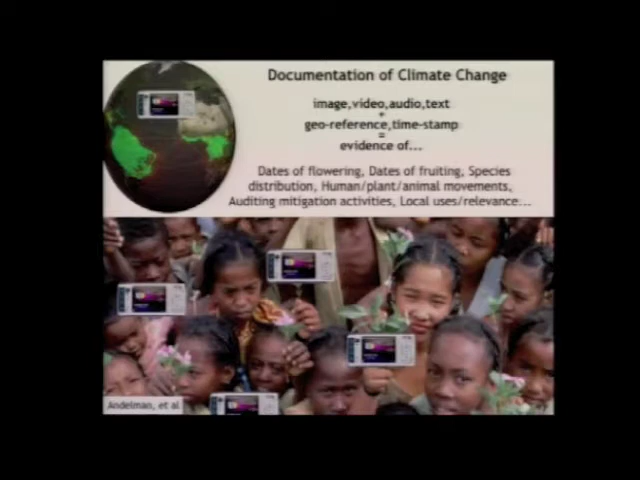 Documentation of Climate Change
image,video,audio,text
+
geo-reference,time-stamp
=
evidence of...
Dates of flowering, Dates of fruiting, Species
distribution, Human/plant/animal movements,
Auditing mitigation activities, Local uses/relevance...
Andelman, et al